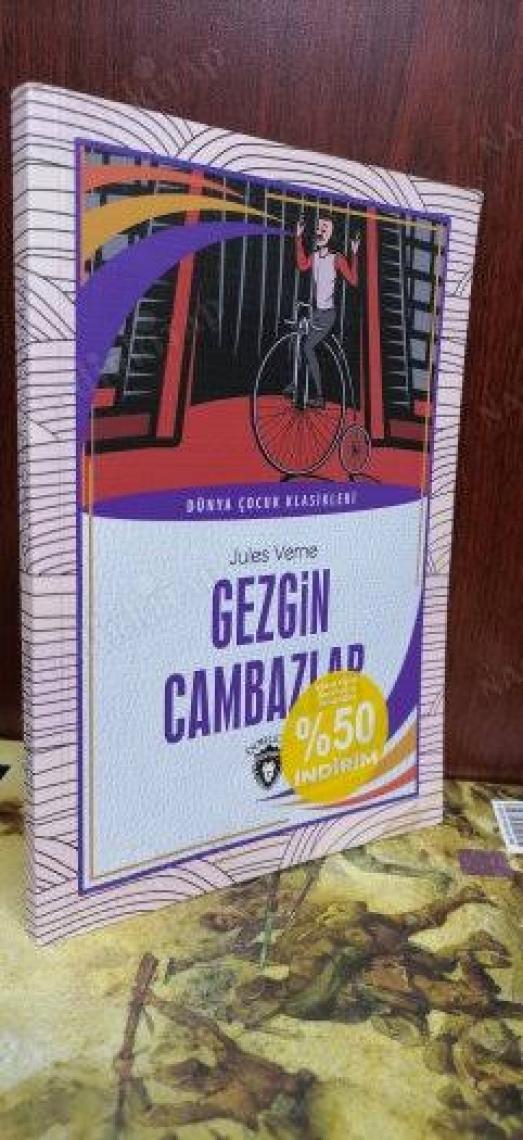 DÜNYA ÇOCUK KLASİKLERİ
Jules Verne
GEZGİN
CAMBAZLAR
%50
İNDİRİM